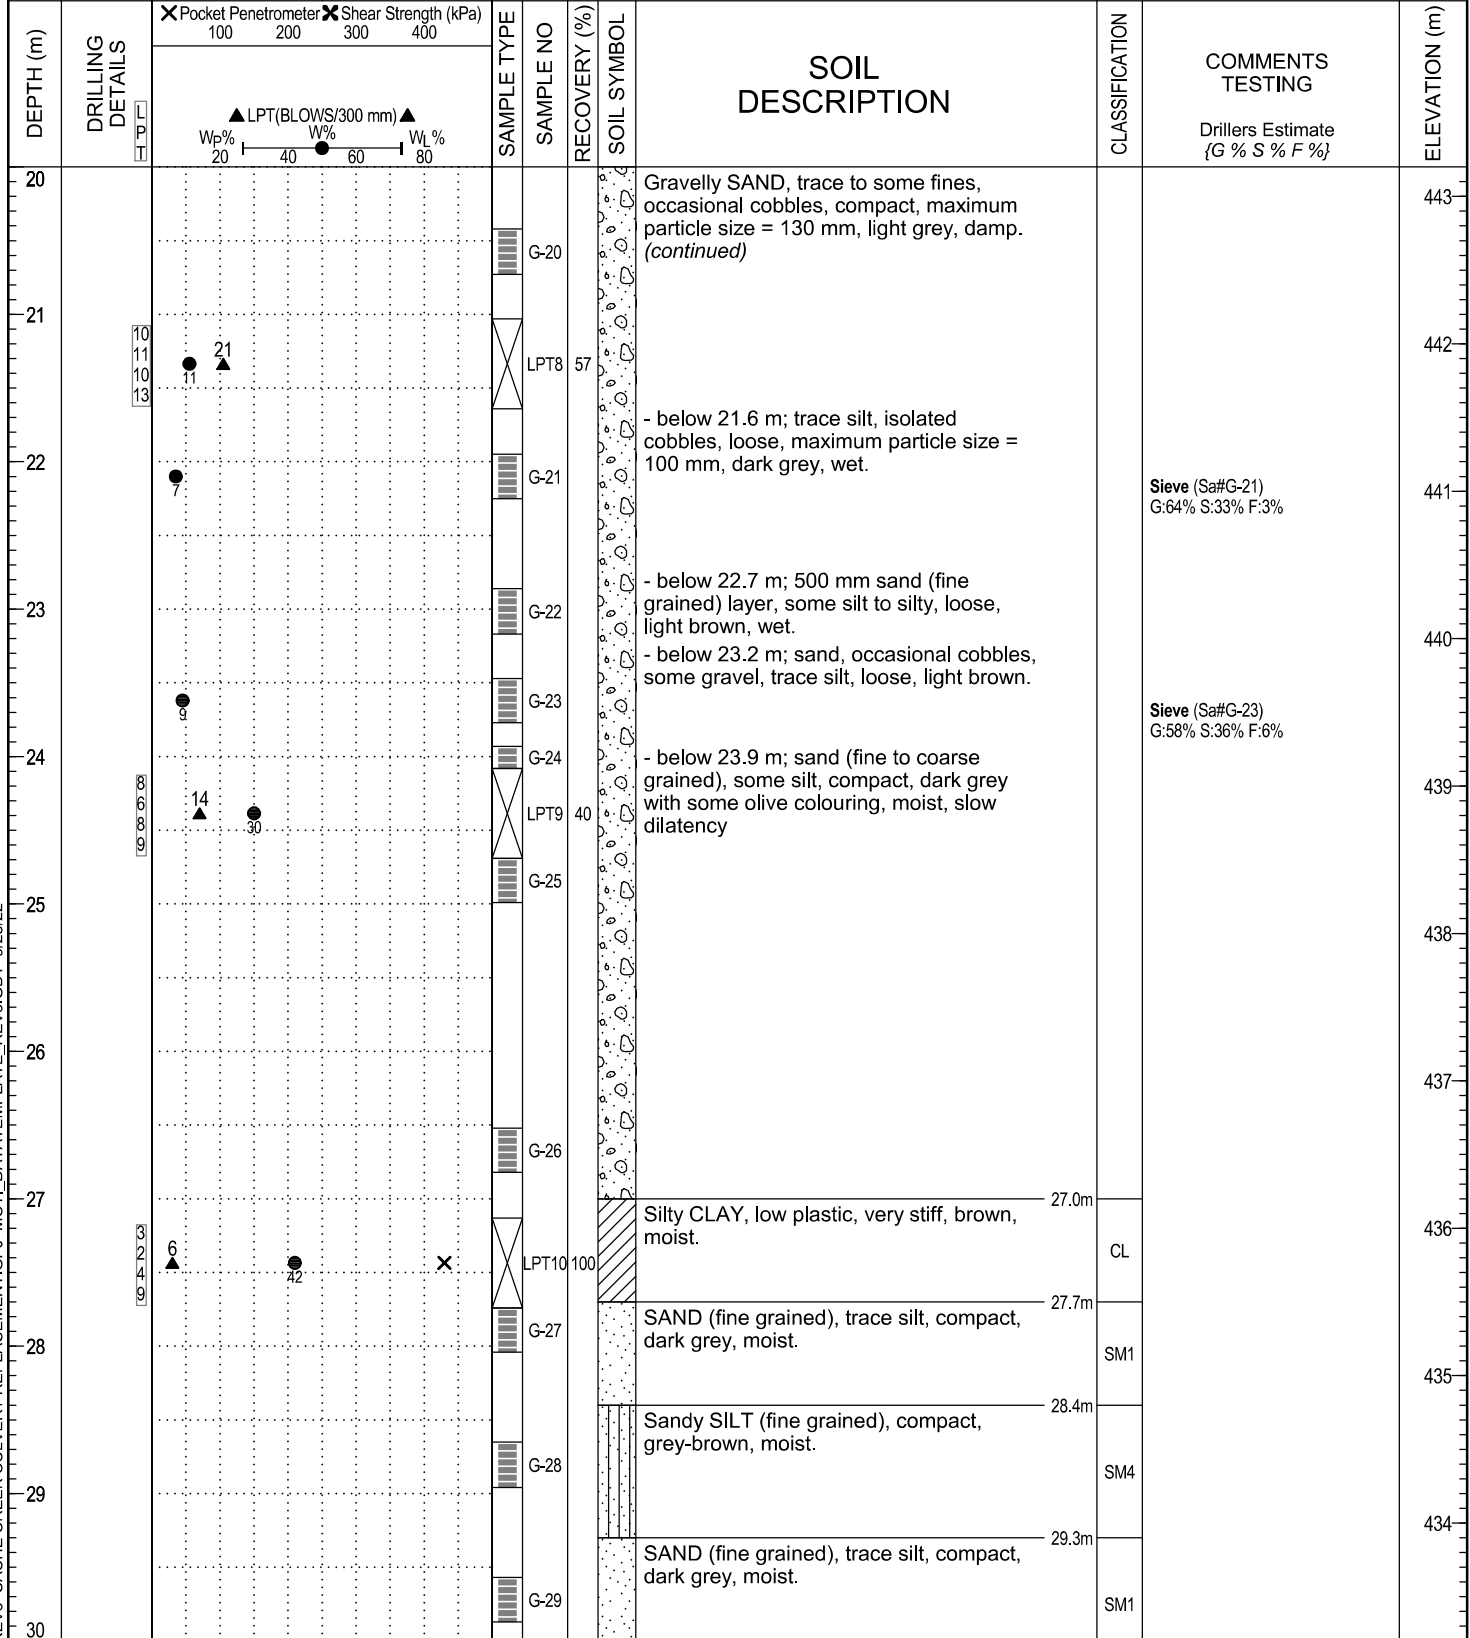 Pocket Penetrometer Shear Strength (kPa)
100 200 300 400
DEPTH (m)
DRILLING
DETAILS
L
P
T
LPT(BLOWS/300 mm)
WP% W% WL%
20 40 60 80
SAMPLE TYPE
SAMPLE NO
RECOVERY (%)
SOIL SYMBOL
SOIL
DESCRIPTION
CLASSIFICATION
COMMENTS
TESTING
Drillers Estimate
{G % S % F %}
ELEVATION (m)
20
Gravelly SAND, trace to some fines,
occasional cobbles, compact, maximum
particle size = 130 mm, light grey, damp.
(continued)
443
G-20
21
10
11
10
13
21
11
LPT8 57
442
- below 21.6 m; trace silt, isolated
cobbles, loose, maximum particle size =
100 mm, dark grey, wet.
22
7
G-21
Sieve (Sa#G-21)
G:64% S:33% F:3%
441
- below 22.7 m; 500 mm sand (fine
grained) layer, some silt to silty, loose,
light brown, wet.
23
G-22
440
- below 23.2 m; sand, occasional cobbles,
some gravel, trace silt, loose, light brown.
9
G-23
Sieve (Sa#G-23)
G:58% S:36% F:6%
24
G-24
- below 23.9 m; sand (fine to coarse
grained), some silt, compact, dark grey
with some olive colouring, moist, slow
dilatency
8
6
8
9
14
30
LPT9 40
439
G-25
25
438
26
437
G-26
27
27.0m
Silty CLAY, low plastic, very stiff, brown,
moist.
3
2
4
9
6
42
LPT10 100
CL
436
27.7m
SAND (fine grained), trace silt, compact,
dark grey, moist.
G-27
28
SM1
435
28.4m
Sandy SILT (fine grained), compact,
grey-brown, moist.
G-28
SM4
29
434
29.3m
SAND (fine grained), trace silt, compact,
dark grey, moist.
G-29
SM1
30